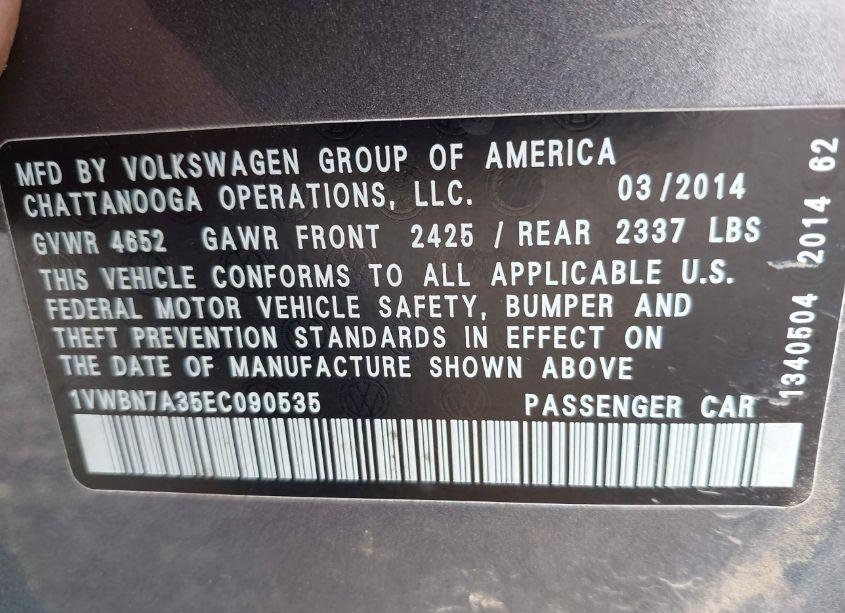 MFD BY VOLKSWAGEN GROUP OF AMERICA
CHATTANOOGA OPERATIONS, LLC. 03/2014
GVWR 4652 GAWR FRONT 2425 / REAR 2337 LBS
THIS VEHICLE CONFORMS TO ALL APPLICABLE U.S.
FEDERAL MOTOR VEHICLE SAFETY, BUMPER AND
THEFT PREVENTION STANDARDS IN EFFECT ON
THE DATE OF MANUFACTURE SHOWN ABOVE
1VWBN7A35EC090535 PASSENGER CAR
1340504 2014 62